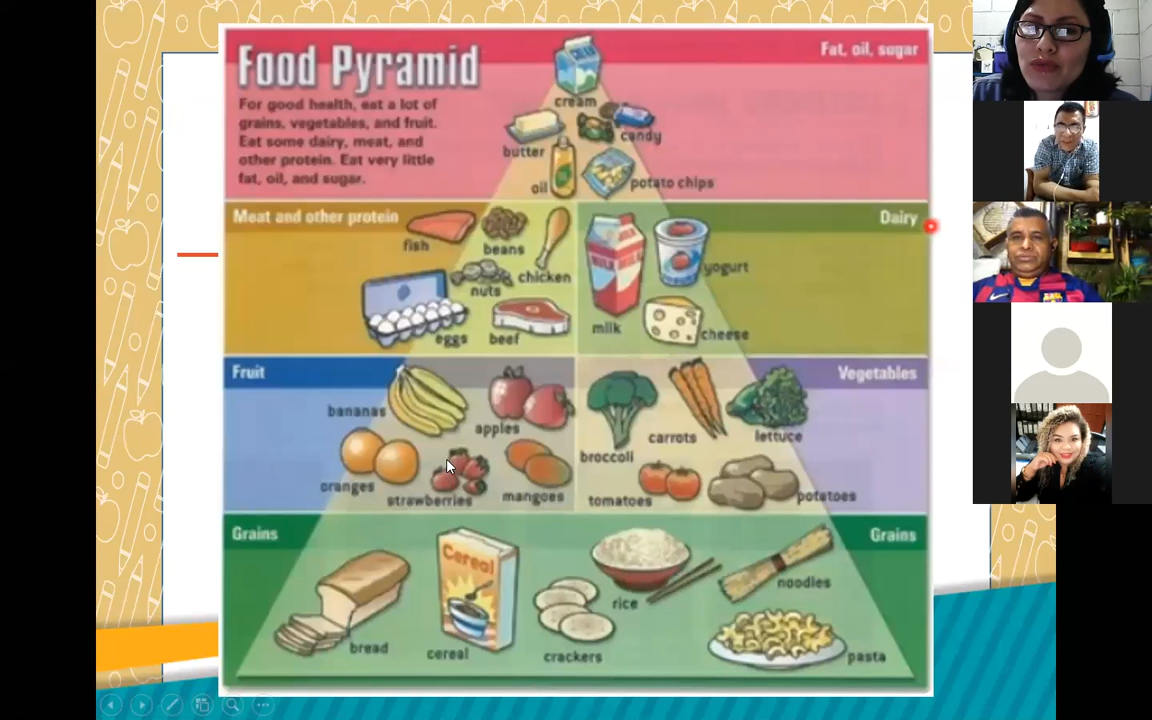 Food Pyramid
For good health, eat a lot of
grains, vegetables, and fruit.
Eat some dairy, meat, and
other protein. Eat very little
fat, oil, and sugar.
Fat, oil, sugar
CREAM
cream
butter
candy
oil
potato chips
Meat and other protein
fish
beans
chicken
nuts
eggs
beef
Dairy
MILK
milk
yogurt
cheese
Fruit
bananas
apples
oranges
strawberries
mangoes
Vegetables
broccoli
carrots
lettuce
tomatoes
potatoes
Grains
Grains
bread
Cereal
cereal
crackers
rice
noodles
pasta